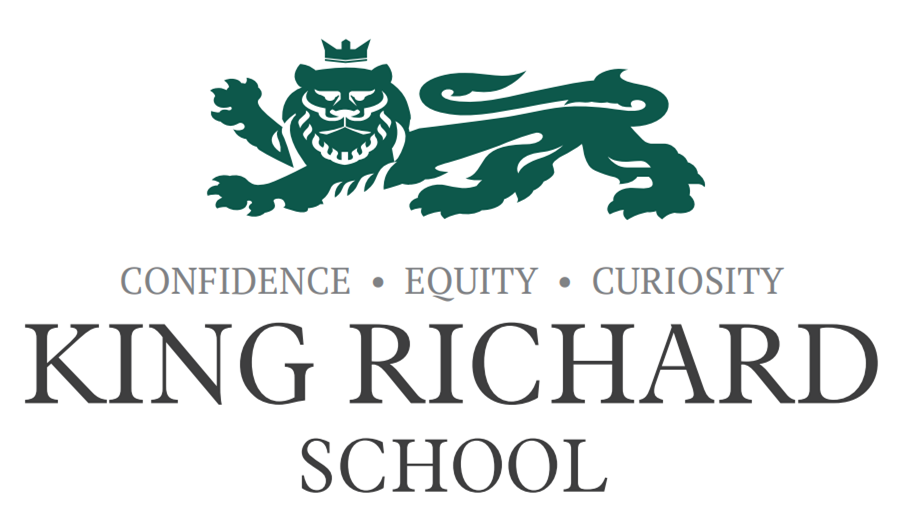 CONFIDENCE • EQUITY • CURIOSITY
KING RICHARD
SCHOOL